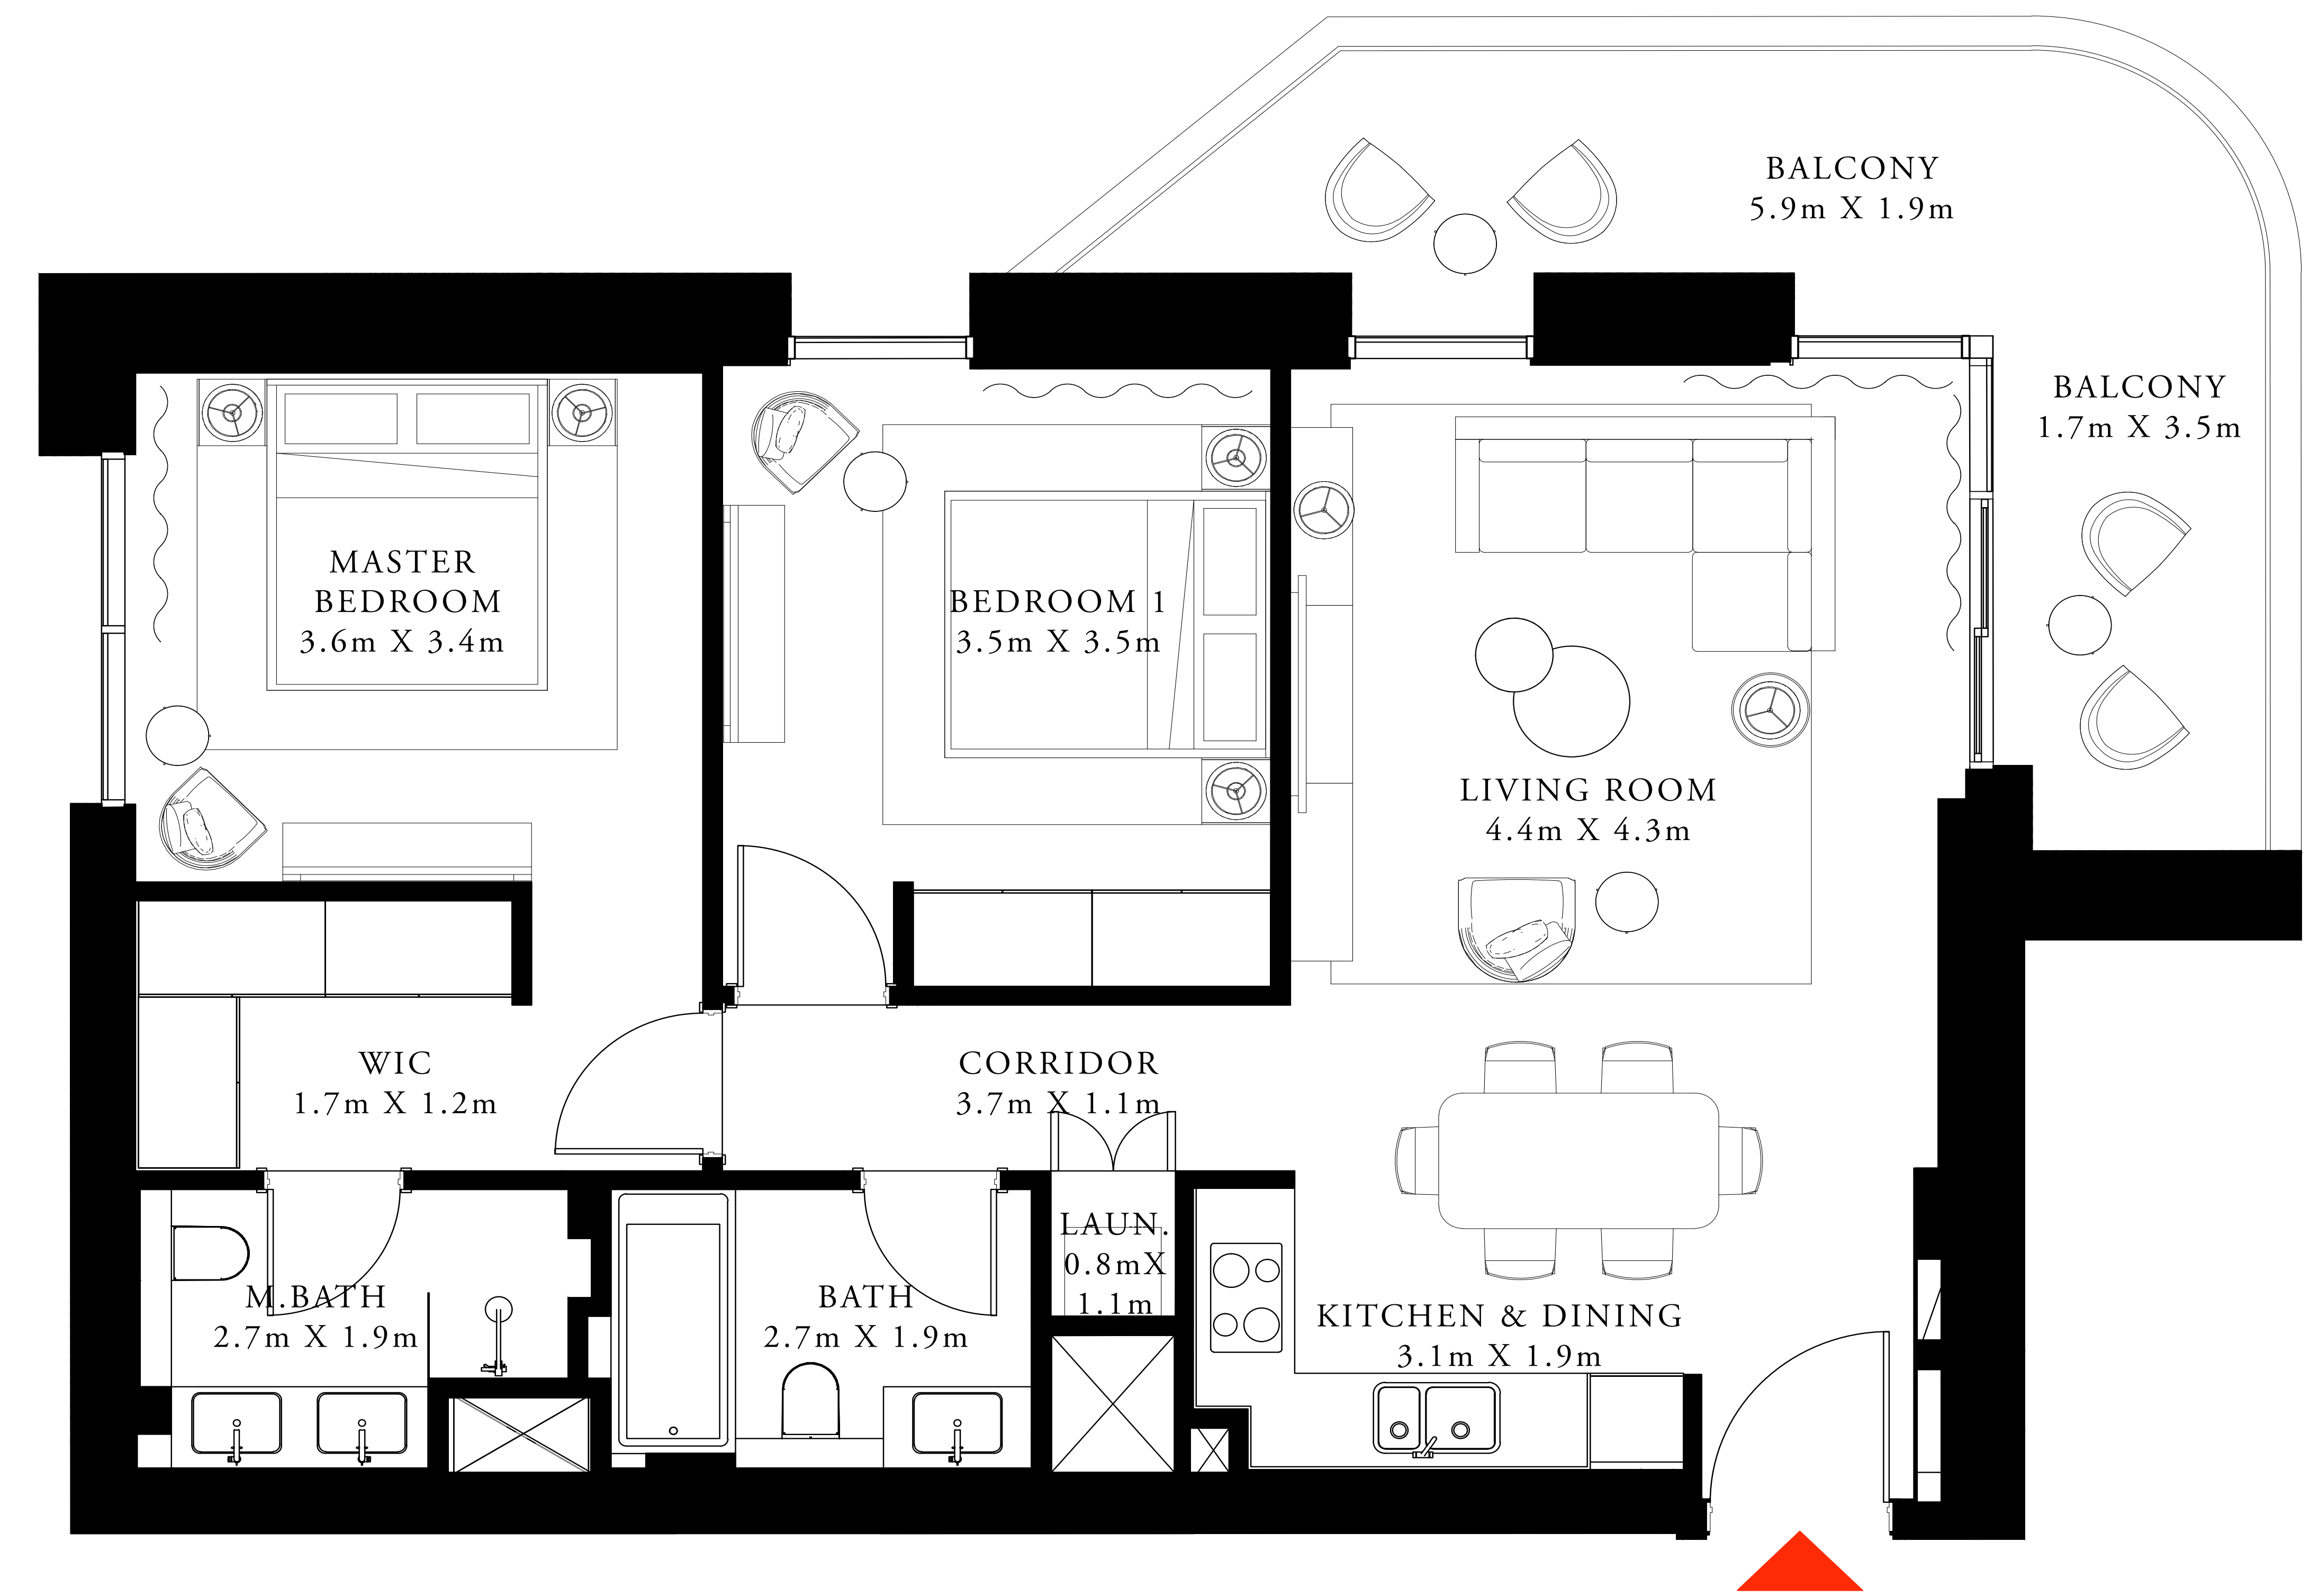 BALCONY
5.9m X 1.9m
BALCONY
1.7m X 3.5m
MASTER
BEDROOM
3.6m X 3.4m
BEDROOM 1
3.5m X 3.5m
LIVING ROOM
4.4m X 4.3m
WIC
1.7m X 1.2m
CORRIDOR
3.7m X 1.1m
M.BATH
2.7m X 1.9m
BATH
2.7m X 1.9m
LAUN.
0.8mX
1.1m
KITCHEN & DINING
3.1m X 1.9m